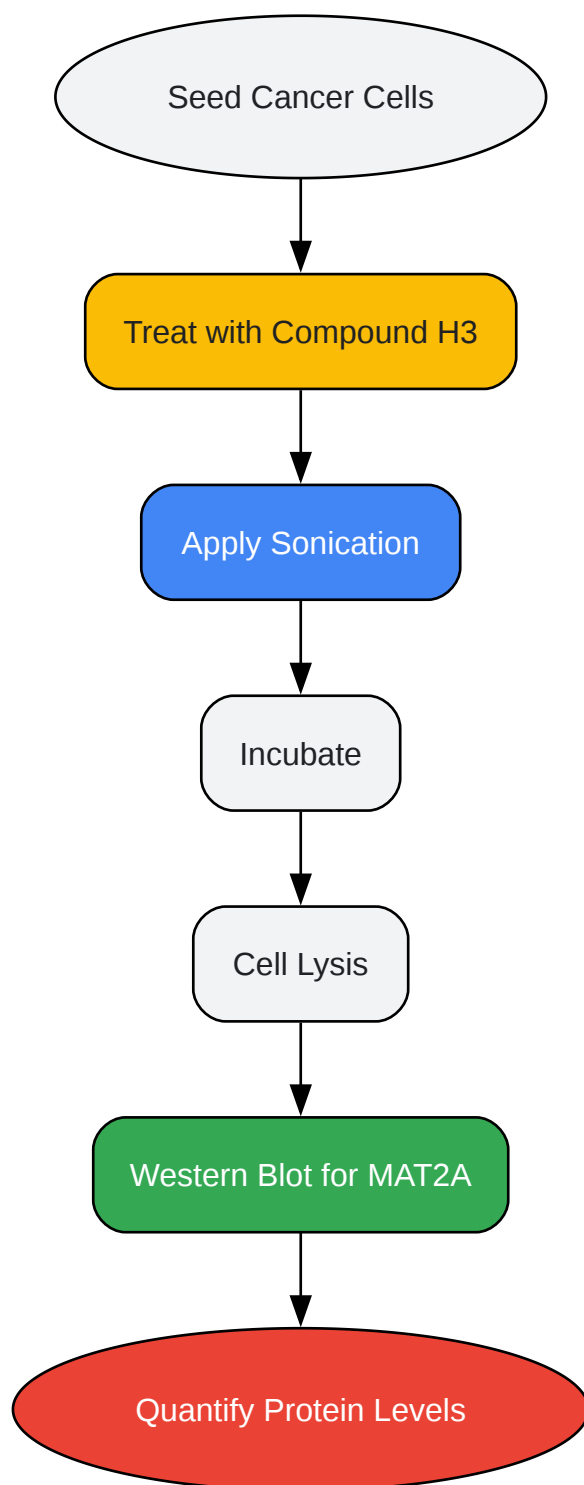 Seed Cancer Cells
Treat with Compound H3
Apply Sonication
Incubate
Cell Lysis
Western Blot for MAT2A
Quantify Protein Levels